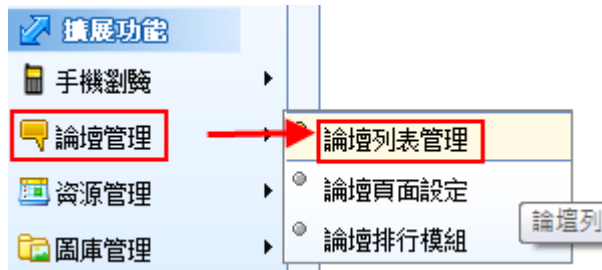 擴展功能
手機瀏覽
論壇管理
論壇列表管理
資源管理
論壇頁面設定
論壇列
圖庫管理
論壇排行模組